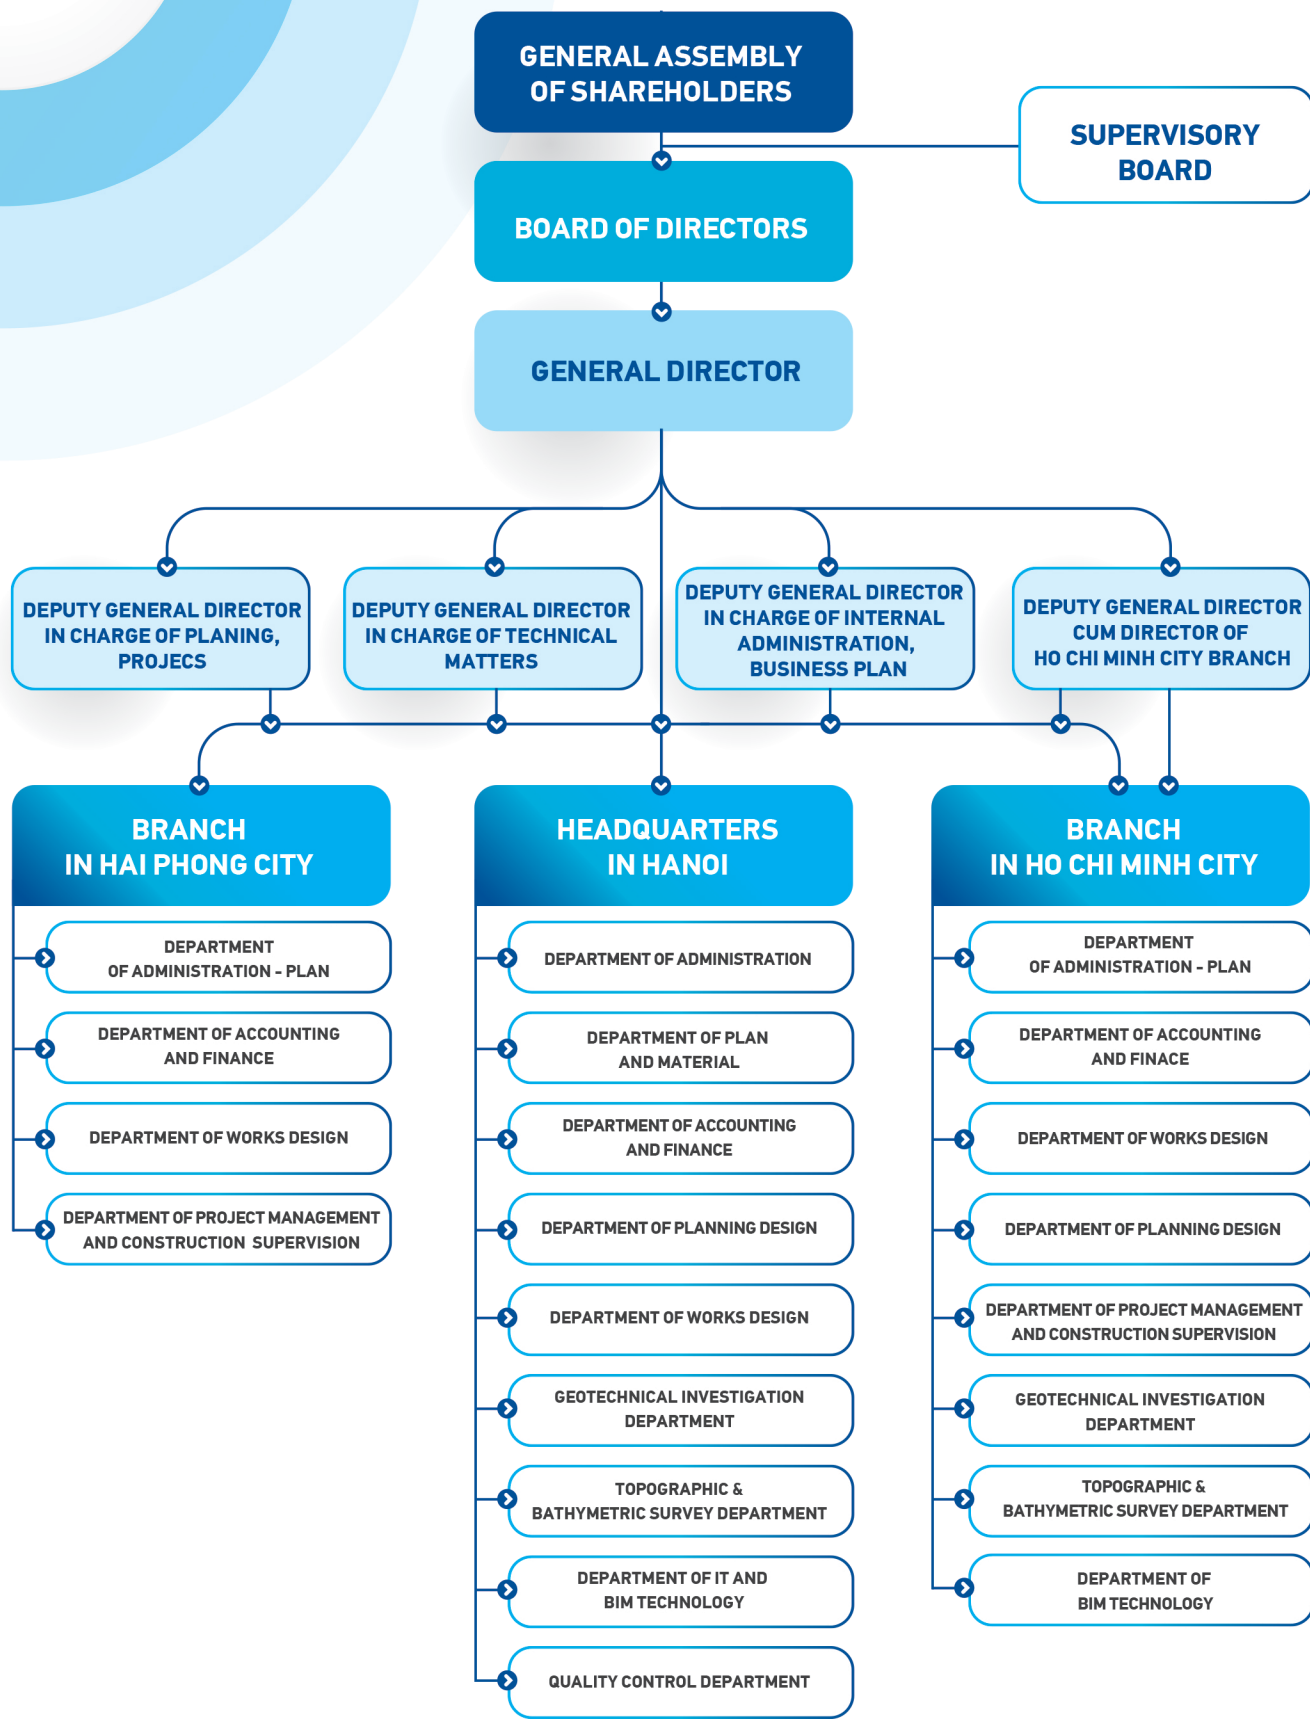 GENERAL ASSEMBLY
OF SHAREHOLDERS
SUPERVISORY
BOARD
BOARD OF DIRECTORS
GENERAL DIRECTOR
DEPUTY GENERAL DIRECTOR
IN CHARGE OF PLANING,
PROJECS
DEPUTY GENERAL DIRECTOR
IN CHARGE OF TECHNICAL
MATTERS
DEPUTY GENERAL DIRECTOR
IN CHARGE OF INTERNAL
ADMINISTRATION,
BUSINESS PLAN
DEPUTY GENERAL DIRECTOR
CUM DIRECTOR OF
HO CHI MINH CITY BRANCH
BRANCH
IN HAI PHONG CITY
DEPARTMENT
OF ADMINISTRATION - PLAN
DEPARTMENT OF ACCOUNTING
AND FINANCE
DEPARTMENT OF WORKS DESIGN
DEPARTMENT OF PROJECT MANAGEMENT
AND CONSTRUCTION SUPERVISION
HEADQUARTERS
IN HANOI
DEPARTMENT OF ADMINISTRATION
DEPARTMENT OF PLAN
AND MATERIAL
DEPARTMENT OF ACCOUNTING
AND FINANCE
DEPARTMENT OF PLANNING DESIGN
DEPARTMENT OF WORKS DESIGN
GEOTECHNICAL INVESTIGATION
DEPARTMENT
TOPOGRAPHIC &
BATHYMETRIC SURVEY DEPARTMENT
DEPARTMENT OF IT AND
BIM TECHNOLOGY
QUALITY CONTROL DEPARTMENT
BRANCH
IN HO CHI MINH CITY
DEPARTMENT
OF ADMINISTRATION - PLAN
DEPARTMENT OF ACCOUNTING
AND FINACE
DEPARTMENT OF WORKS DESIGN
DEPARTMENT OF PLANNING DESIGN
DEPARTMENT OF PROJECT MANAGEMENT
AND CONSTRUCTION SUPERVISION
GEOTECHNICAL INVESTIGATION
DEPARTMENT
TOPOGRAPHIC &
BATHYMETRIC SURVEY DEPARTMENT
DEPARTMENT OF
BIM TECHNOLOGY